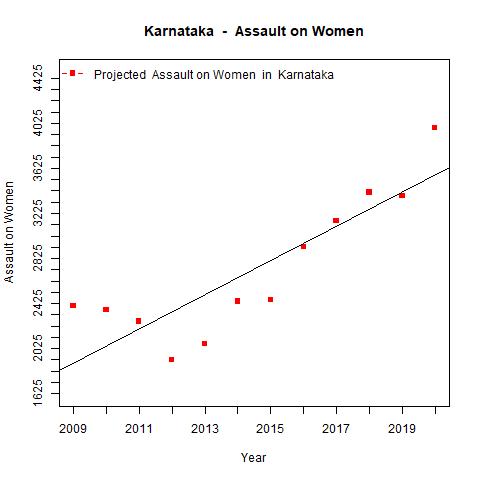 Karnataka - Assault on Women
Projected Assault on Women in Karnataka
4425
4025
3625
3225
2825
2425
2025
1625
Assault on Women
2009 2011 2013 2015 2017 2019
Year